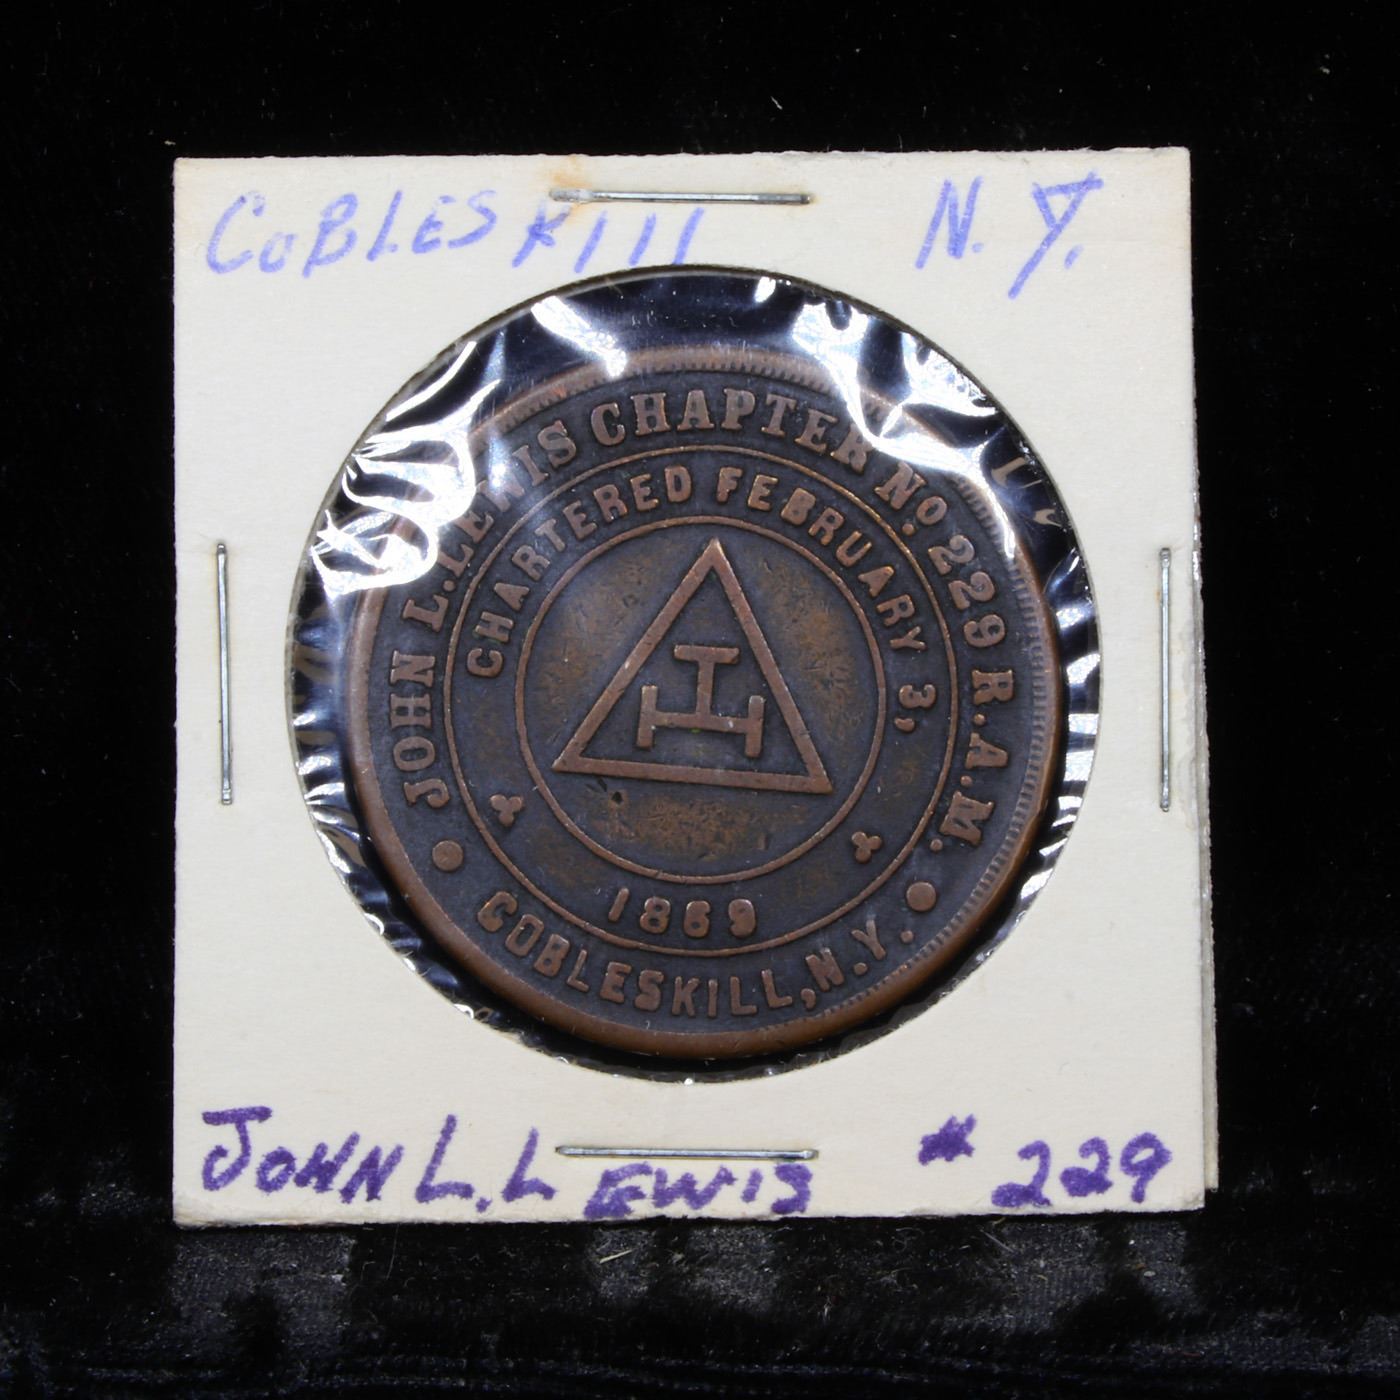 COBLESKIll N.Y.
JOHN L. LEWIS CHAPTER No. 229 R.A.M.
CHARTERED FEBRUARY 3,
1869
COBLESKILL, N.Y.
JOHN L. LEWIS # 229